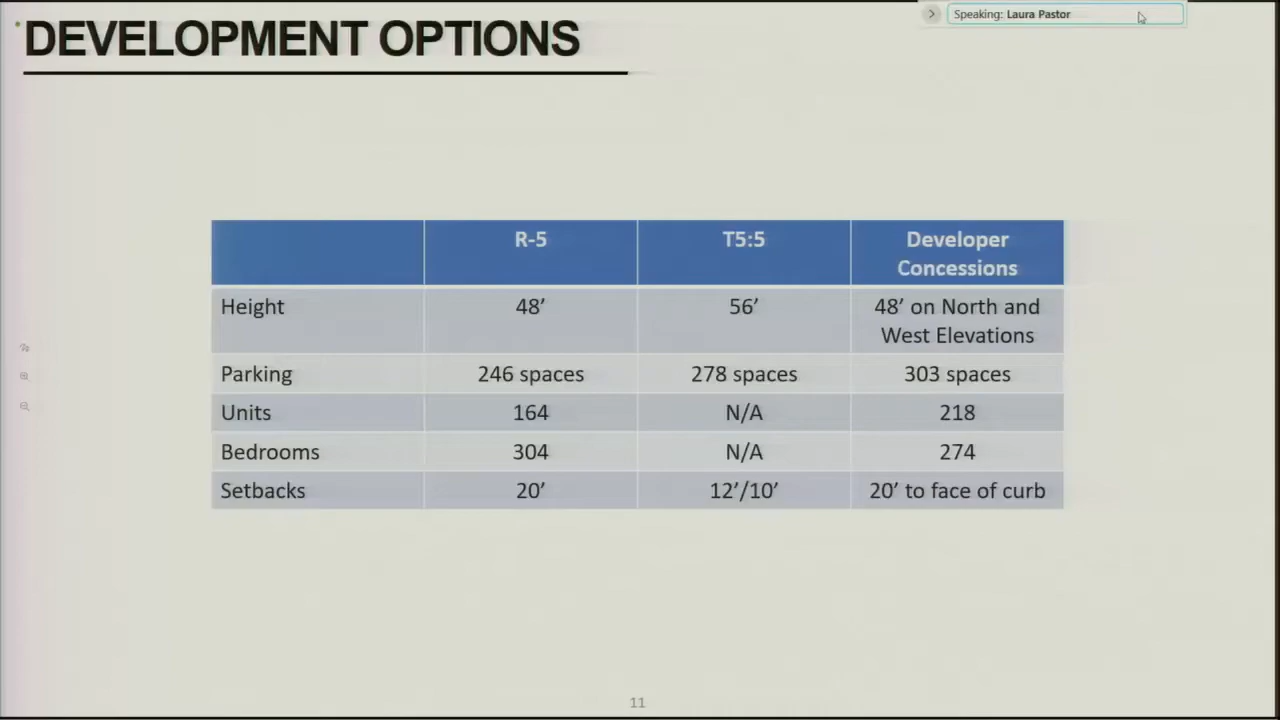 Speaking: Laura Pastor
DEVELOPMENT OPTIONS
R-5 T5:5 Developer Concessions
Height 48’ 56’ 48’ on North and West Elevations
Parking 246 spaces 278 spaces 303 spaces
Units 164 N/A 218
Bedrooms 304 N/A 274
Setbacks 20’ 12’/10’ 20’ to face of curb
11